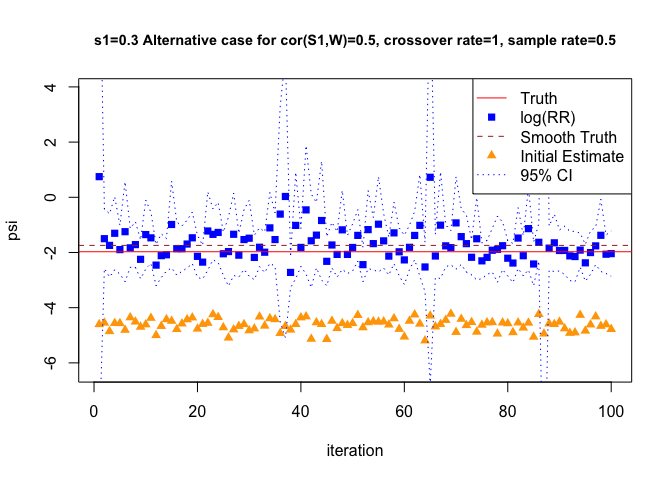 s1=0.3 Alternative case for cor(S1,W)=0.5, crossover rate=1, sample rate=0.5
Truth
log(RR)
Smooth Truth
Initial Estimate
95% CI
psi
4
2
0
-2
-4
-6
0 20 40 60 80 100
iteration